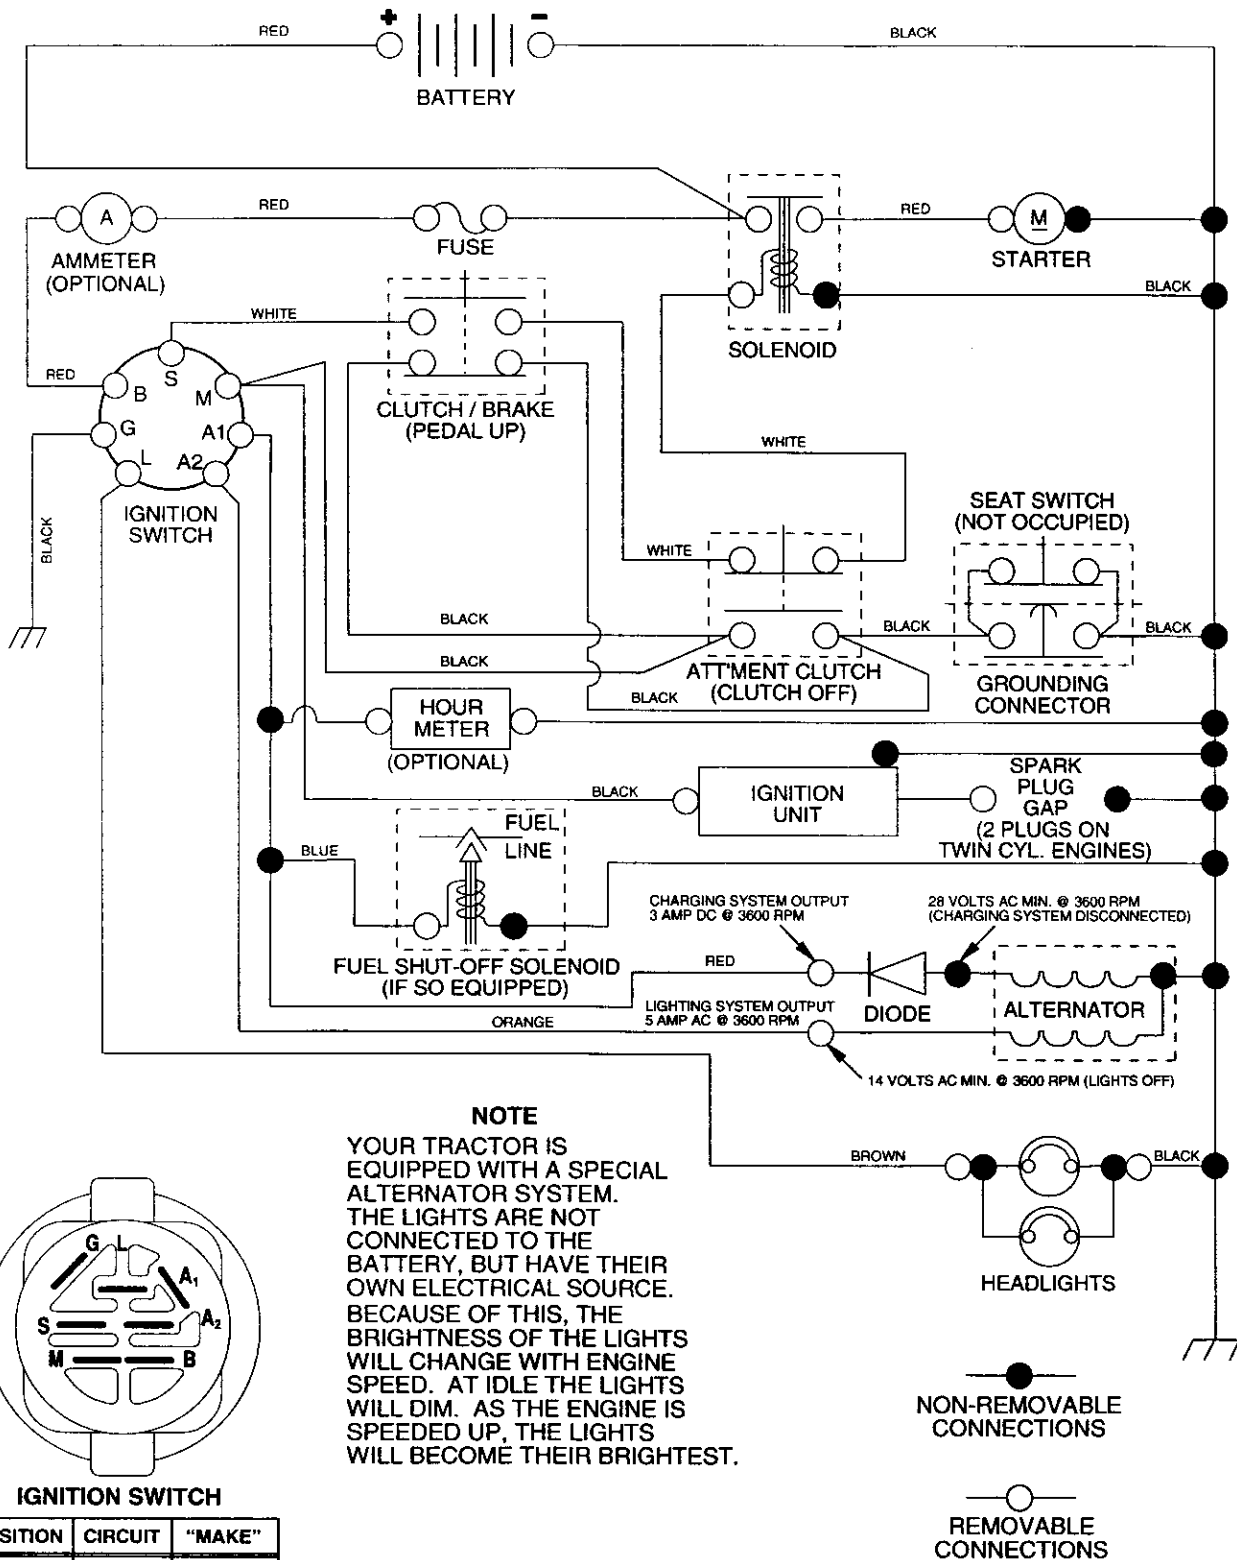 + -
RED
BLACK
BATTERY
A
RED
RED
M
AMMETER
(OPTIONAL)
FUSE
STARTER
BLACK
WHITE
SOLENOID
RED
S
B
M
G
A1
L
A2
CLUTCH / BRAKE
(PEDAL UP)
WHITE
IGNITION
SWITCH
BLACK
SEAT SWITCH
(NOT OCCUPIED)
WHITE
BLACK
BLACK
BLACK
BLACK
ATT'MENT CLUTCH
(CLUTCH OFF)
GROUNDING
CONNECTOR
BLACK
HOUR
METER
(OPTIONAL)
BLACK
IGNITION
UNIT
SPARK
PLUG
GAP
(2 PLUGS ON
TWIN CYL. ENGINES)
FUEL
LINE
BLUE
CHARGING SYSTEM OUTPUT
3 AMP DC @ 3600 RPM
28 VOLTS AC MIN. @ 3600 RPM
(CHARGING SYSTEM DISCONNECTED)
FUEL SHUT-OFF SOLENOID
(IF SO EQUIPPED)
RED
DIODE
ALTERNATOR
LIGHTING SYSTEM OUTPUT
5 AMP AC @ 3600 RPM
ORANGE
14 VOLTS AC MIN. @ 3600 RPM (LIGHTS OFF)
NOTE
YOUR TRACTOR IS
EQUIPPED WITH A SPECIAL
ALTERNATOR SYSTEM.
THE LIGHTS ARE NOT
CONNECTED TO THE
BATTERY, BUT HAVE THEIR
OWN ELECTRICAL SOURCE.
BECAUSE OF THIS, THE
BRIGHTNESS OF THE LIGHTS
WILL CHANGE WITH ENGINE
SPEED. AT IDLE THE LIGHTS
WILL DIM. AS THE ENGINE IS
SPEEDED UP, THE LIGHTS
WILL BECOME THEIR BRIGHTEST.
BROWN
BLACK
HEADLIGHTS
G L
A1
S
A2
M
B
IGNITION SWITCH
SITION CIRCUIT "MAKE"
NON-REMOVABLE
CONNECTIONS
REMOVABLE
CONNECTIONS